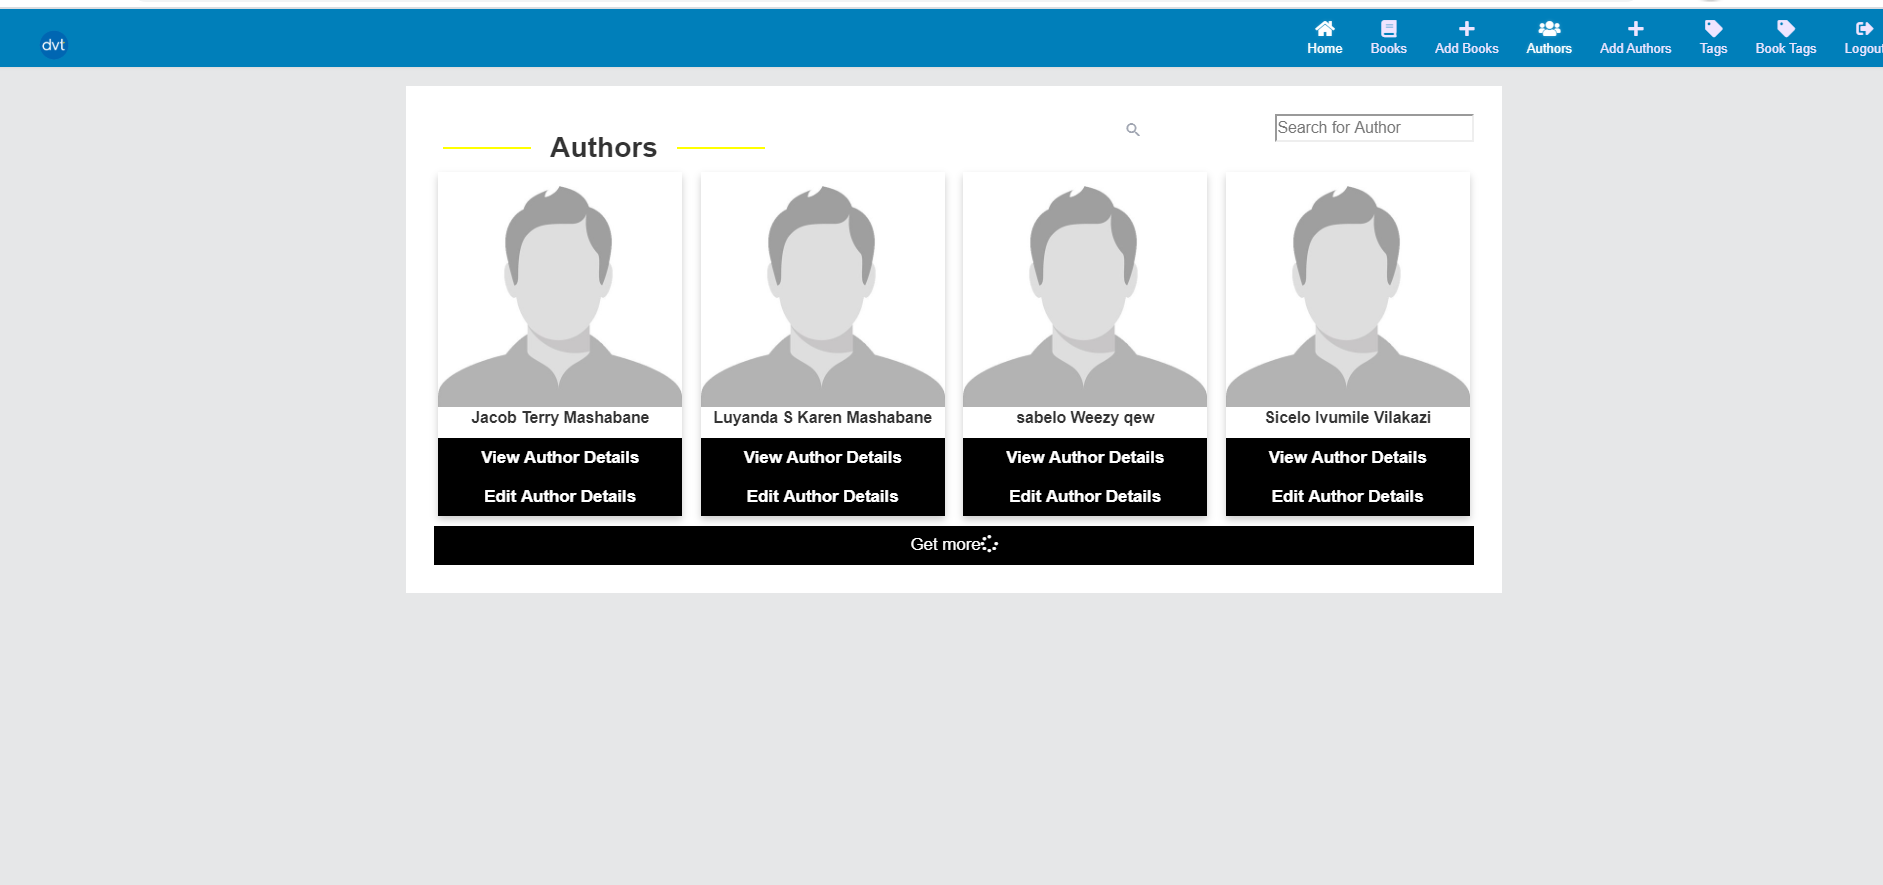 dvt
Home
Books
Add Books
Authors
Add Authors
Tags
Book Tags
Logout
Search for Author
Authors
Jacob Terry Mashabane
View Author Details
Edit Author Details
Luyanda S Karen Mashabane
View Author Details
Edit Author Details
sabelo Weezy qew
View Author Details
Edit Author Details
Sicelo Ivumile Vilakazi
View Author Details
Edit Author Details
Get more